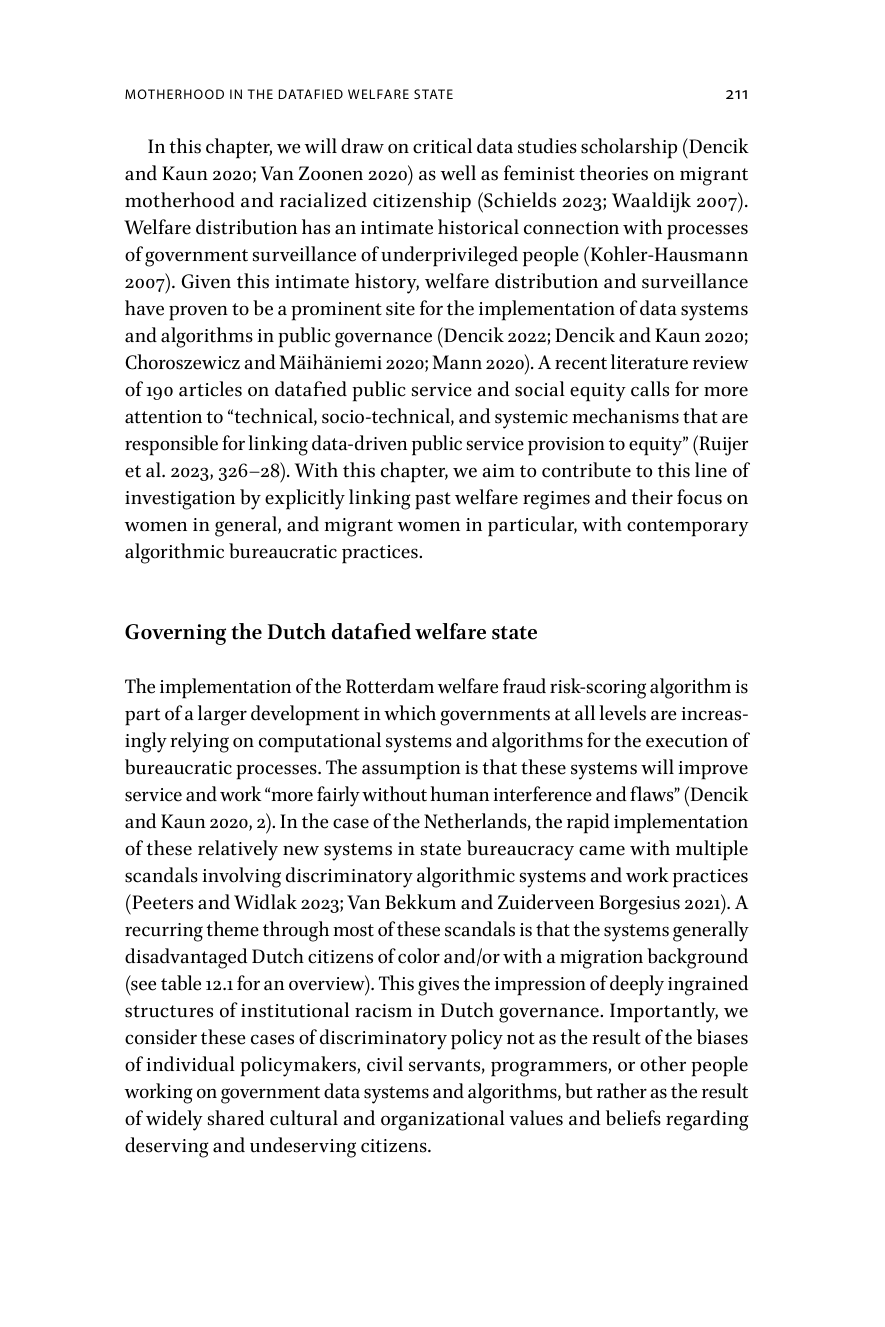 MOTHERHOOD IN THE DATAFIED WELFARE STATE 211
In this chapter, we will draw on critical data studies scholarship (Dencik
and Kaun 2020; Van Zoonen 2020) as well as feminist theories on migrant
motherhood and racialized citizenship (Schields 2023; Waaldijk 2007).
Welfare distribution has an intimate historical connection with processes
of government surveillance of underprivileged people (Kohler-Hausmann
2007). Given this intimate history, welfare distribution and surveillance
have proven to be a prominent site for the implementation of data systems
and algorithms in public governance (Dencik 2022; Dencik and Kaun 2020;
Choroszewicz and Mäihäniemi 2020; Mann 2020). A recent literature review
of 190 articles on datafied public service and social equity calls for more
attention to “technical, socio-technical, and systemic mechanisms that are
responsible for linking data-driven public service provision to equity” (Ruijer
et al. 2023, 326–28). With this chapter, we aim to contribute to this line of
investigation by explicitly linking past welfare regimes and their focus on
women in general, and migrant women in particular, with contemporary
algorithmic bureaucratic practices.
Governing the Dutch datafied welfare state
The implementation of the Rotterdam welfare fraud risk-scoring algorithm is
part of a larger development in which governments at all levels are increas-
ingly relying on computational systems and algorithms for the execution of
bureaucratic processes. The assumption is that these systems will improve
service and work “more fairly without human interference and flaws” (Dencik
and Kaun 2020, 2). In the case of the Netherlands, the rapid implementation
of these relatively new systems in state bureaucracy came with multiple
scandals involving discriminatory algorithmic systems and work practices
(Peeters and Widlak 2023; Van Bekkum and Zuiderveen Borgesius 2021). A
recurring theme through most of these scandals is that the systems generally
disadvantaged Dutch citizens of color and/or with a migration background
(see table 12.1 for an overview). This gives the impression of deeply ingrained
structures of institutional racism in Dutch governance. Importantly, we
consider these cases of discriminatory policy not as the result of the biases
of individual policymakers, civil servants, programmers, or other people
working on government data systems and algorithms, but rather as the result
of widely shared cultural and organizational values and beliefs regarding
deserving and undeserving citizens.